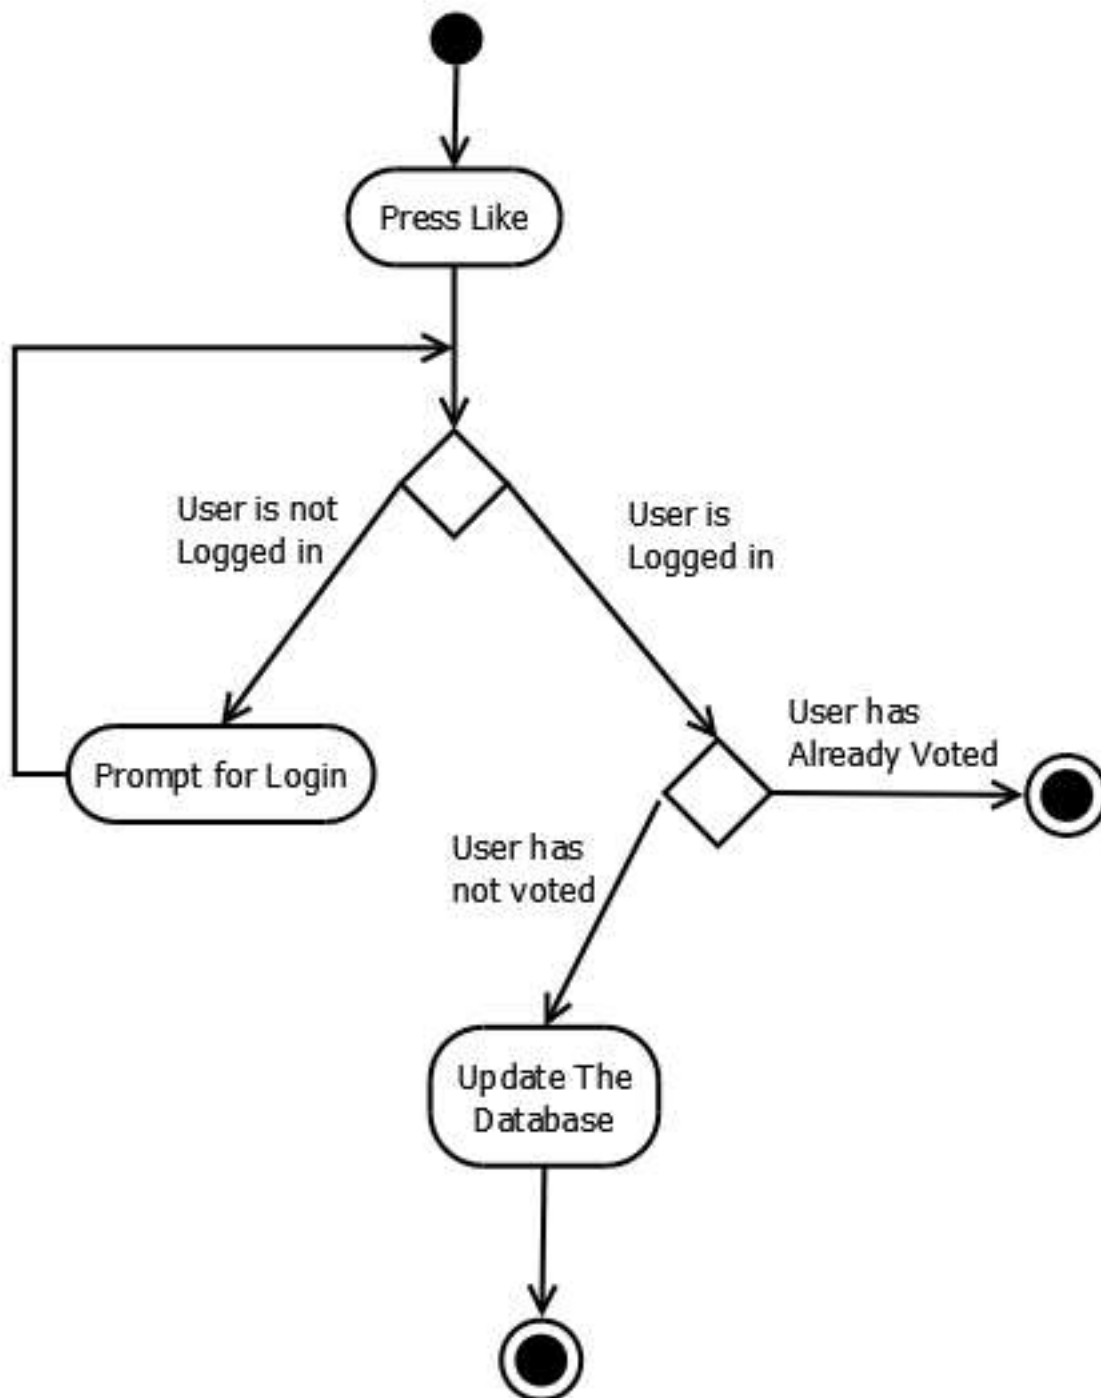 Press Like
User is not
Logged in
User is
Logged in
Prompt for Login
User has
Already Voted
User has
not voted
Update The
Database